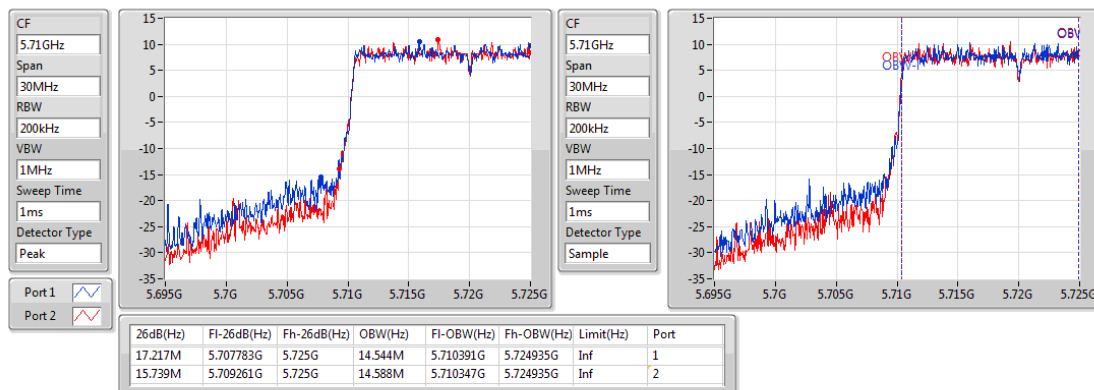 CF
5.71GHz
Span
30MHz
RBW
200kHz
VBW
1MHz
Sweep Time
1ms
Detector Type
Peak
Port 1
Port 2
15
10
5
0
-5
-10
-15
-20
-25
-30
-35
5.695G 5.7G 5.705G 5.71G 5.715G 5.72G 5.725G
CF
5.71GHz
Span
30MHz
RBW
200kHz
VBW
1MHz
Sweep Time
1ms
Detector Type
Sample
15
10
5
0
-5
-10
-15
-20
-25
-30
-35
5.695G 5.7G 5.705G 5.71G 5.715G 5.72G 5.725G
26dB(Hz) Fl-26dB(Hz) Fh-26dB(Hz) OBW(Hz) Fl-OBW(Hz) Fh-OBW(Hz) Limit(Hz) Port
17.217M 5.707783G 5.725G 14.544M 5.710391G 5.724935G Inf 1
15.739M 5.709261G 5.725G 14.588M 5.710347G 5.724935G Inf 2